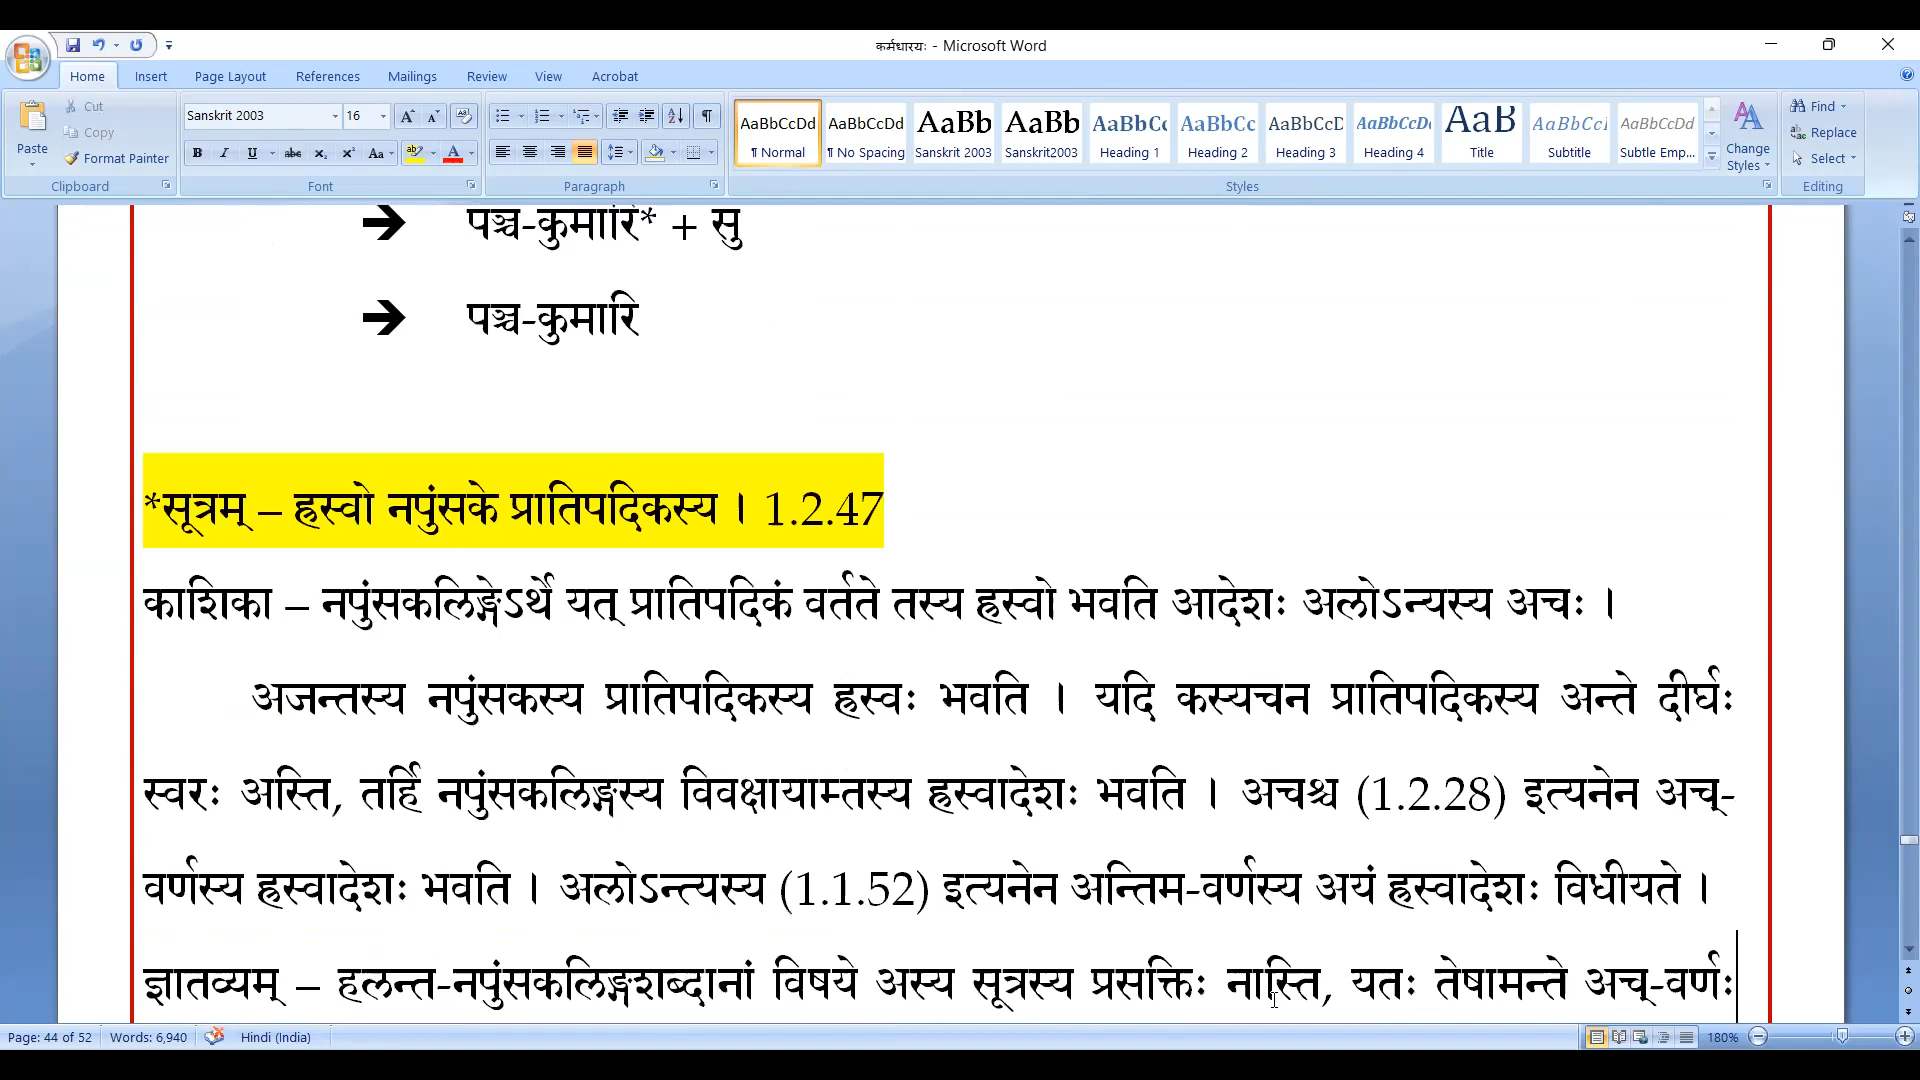 कर्मधारयः - Microsoft Word
Home Insert Page Layout References Mailings Review View Acrobat
Paste
Cut
Copy
Format Painter
Clipboard
Sanskrit 2003 16
Font
Paragraph
AaBbCcDd AaBbCcDd AaBb AaBb AaBbCc AaBbCc AaBbCcD AaBbCcDc AaB AaBbCcl AaBbCcDd
¶ Normal ¶ No Spacing Sanskrit 2003 Sanskrit2003 Heading 1 Heading 2 Heading 3 Heading 4 Title Subtitle Subtle Emp...
Change Styles
Styles
Find
Replace
Select
Editing
➔ पञ्च-कुमारि* + सु
➔ पञ्च-कुमारि
*सूत्रम् – ह्रस्वो नपुंसके प्रातिपदिकस्य । 1.2.47
काशिका – नपुंसकलिङ्गेऽर्थे यत् प्रातिपदिकं वर्तते तस्य ह्रस्वो भवति आदेशः अलोऽन्यस्य अचः ।
अजन्तस्य नपुंसकस्य प्रातिपदिकस्य ह्रस्वः भवति । यदि कस्यचन प्रातिपदिकस्य अन्ते दीर्घः
स्वरः अस्ति, तर्हि नपुंसकलिङ्गस्य विवक्षायाम्तस्य ह्रस्वादेशः भवति । अचश्च (1.2.28) इत्यनेन अच्-
वर्णस्य ह्रस्वादेशः भवति । अलोऽन्त्यस्य (1.1.52) इत्यनेन अन्तिम-वर्णस्य अयं ह्रस्वादेशः विधीयते ।
ज्ञातव्यम् – हलन्त-नपुंसकलिङ्गशब्दानां विषये अस्य सूत्रस्य प्रसक्तिः नास्ति, यतः तेषामन्ते अच्-वर्णः
Page: 44 of 52 Words: 6,940 Hindi (India) 180%